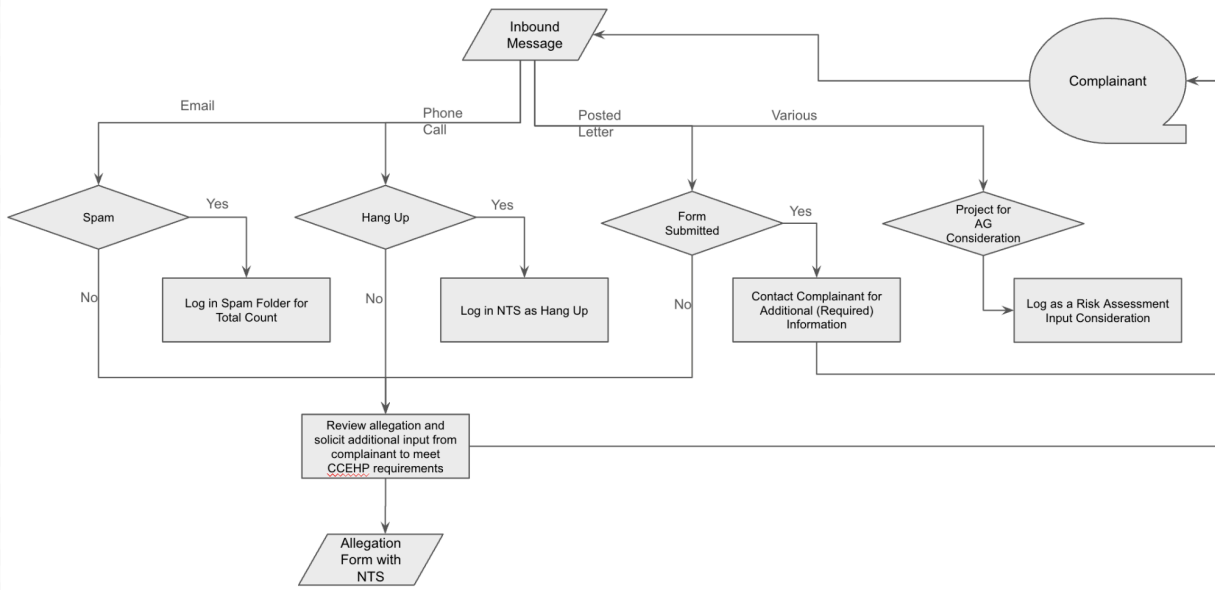 Inbound
Message
Complainant
Email
Phone
Call
Posted
Letter
Various
Spam
Yes
Hang Up
Yes
Form
Submitted
Yes
Project for
AG
Consideration
No
Log in Spam Folder for
Total Count
No
Log in NTS as Hang Up
No
Contact Complainant for
Additional (Required)
Information
Log as a Risk Assessment
Input Consideration
Review allegation and
solicit additional input from
complainant to meet
CCEHP requirements
Allegation
Form with
NTS